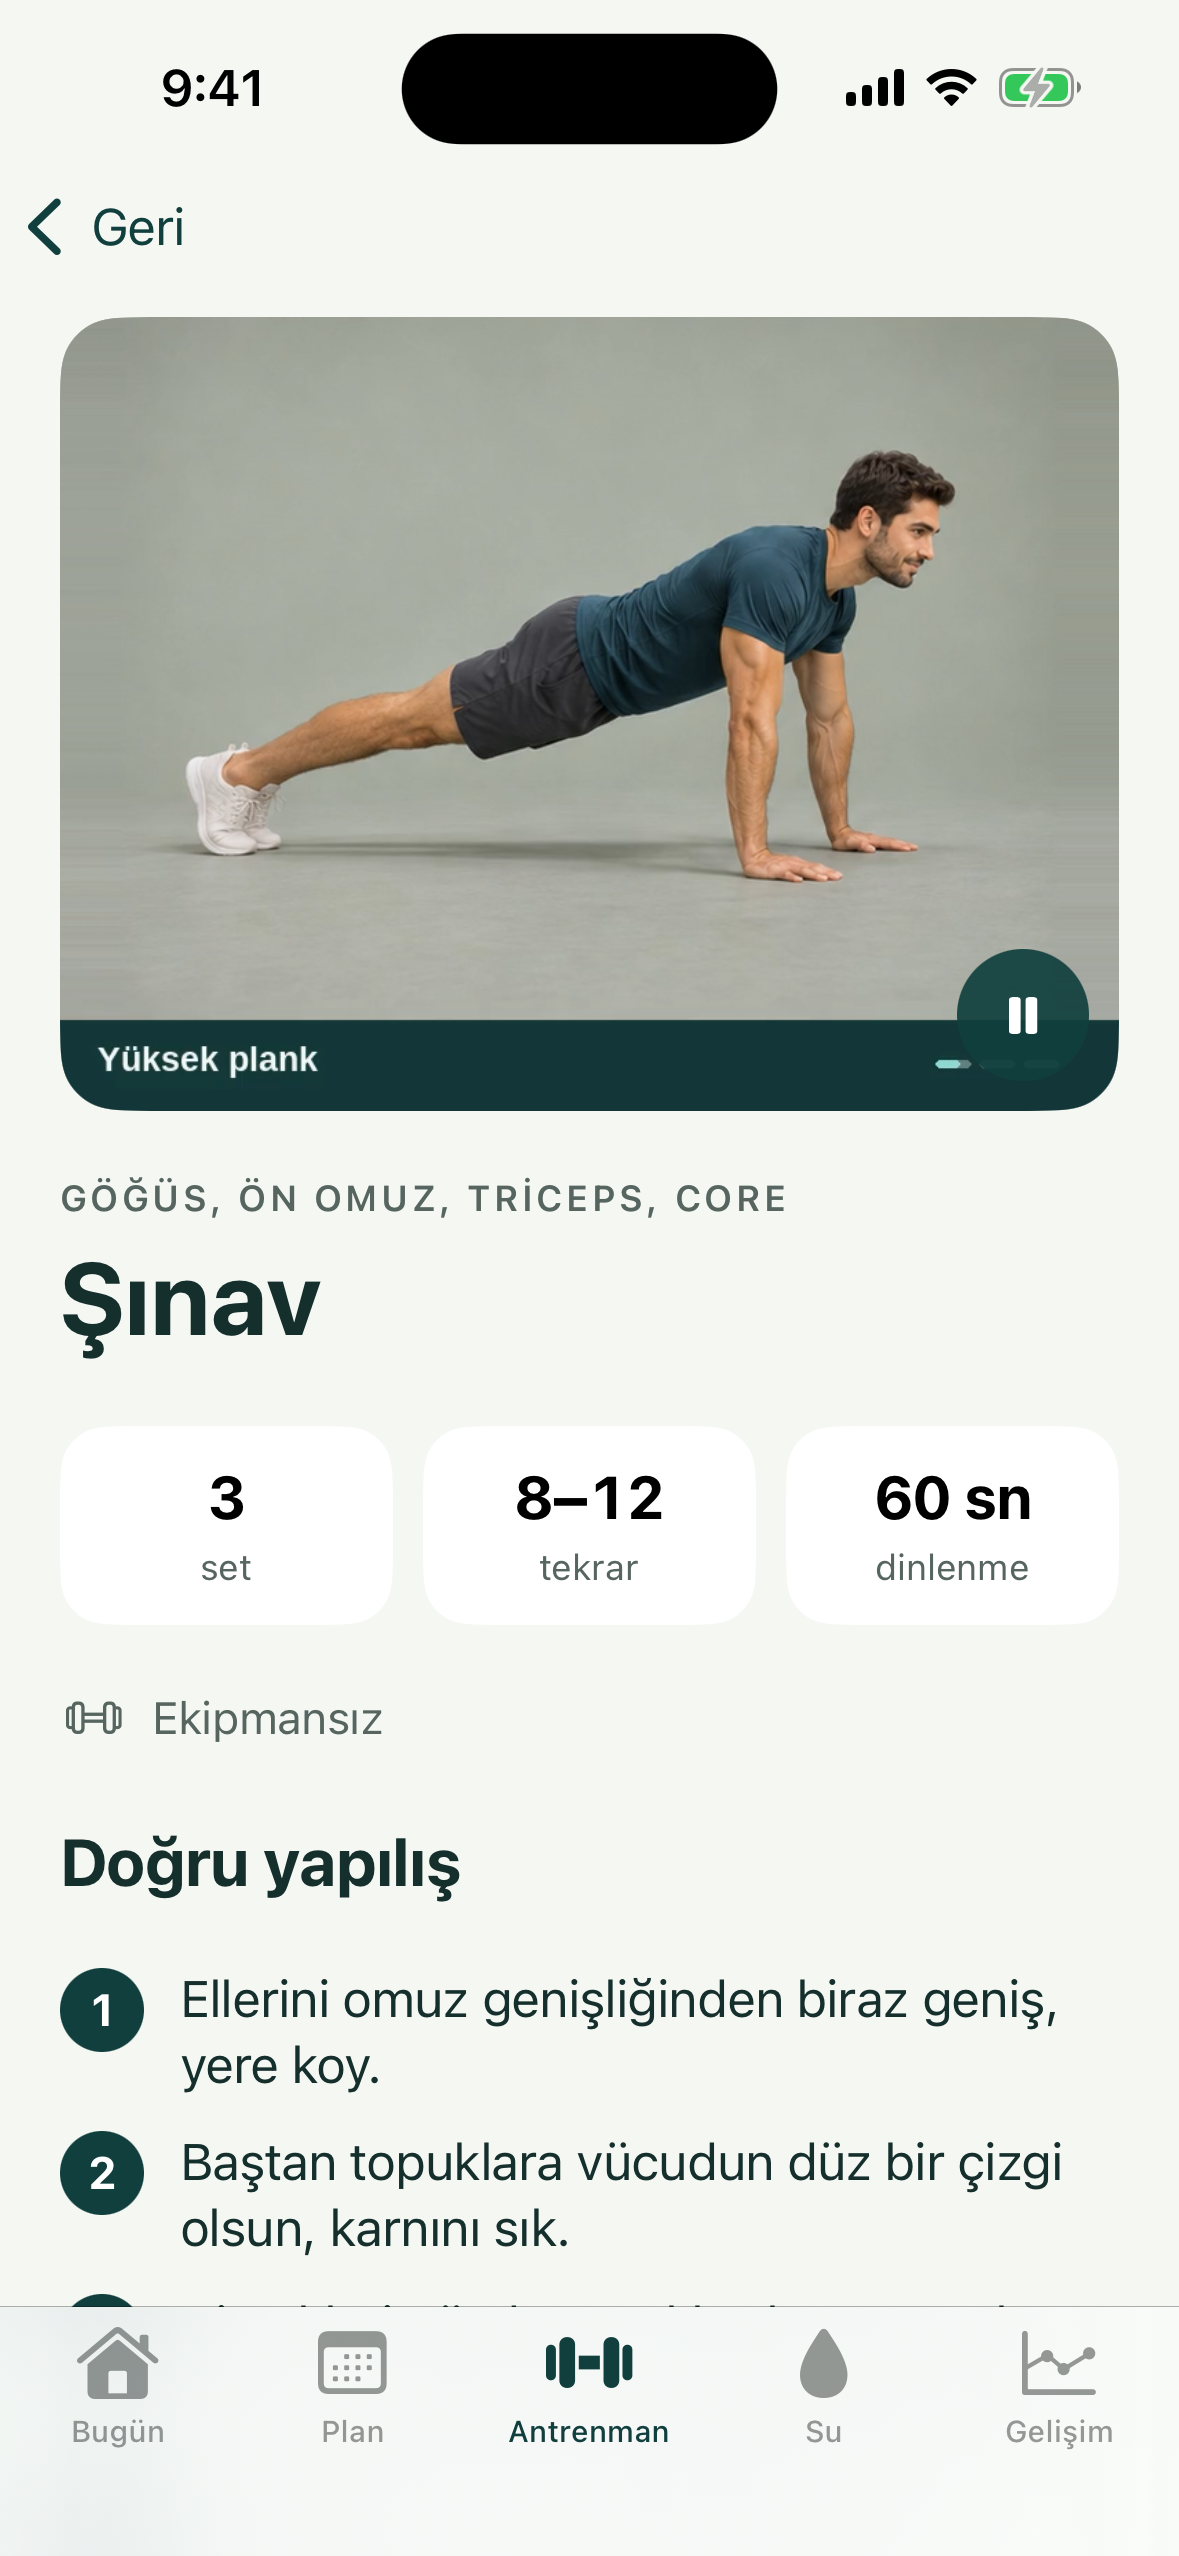 9:41
Geri
Yüksek plank
GÖĞÜS, ÖN OMUZ, TRİCEPS, CORE
Şınav
3
set
8–12
tekrar
60 sn
dinlenme
Ekipmansız
Doğru yapılış
1
Ellerini omuz genişliğinden biraz geniş,
yere koy.
2
Baştan topuklara vücudun düz bir çizgi
olsun, karnını sık.
Bugün
Plan
Antrenman
Su
Gelişim